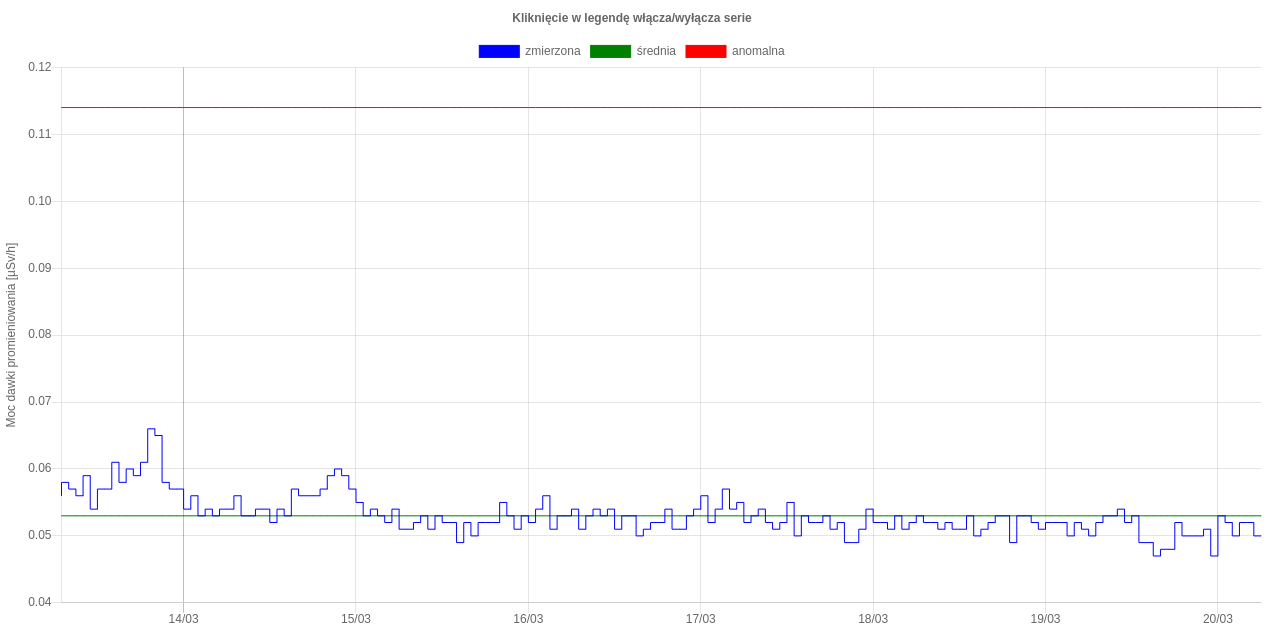 Kliknięcie w legendę włącza/wyłącza serie
zmierzona średnia anomalna
Moc dawki promieniowania [µSv/h]
0.12
0.11
0.10
0.09
0.08
0.07
0.06
0.05
0.04
14/03 15/03 16/03 17/03 18/03 19/03 20/03